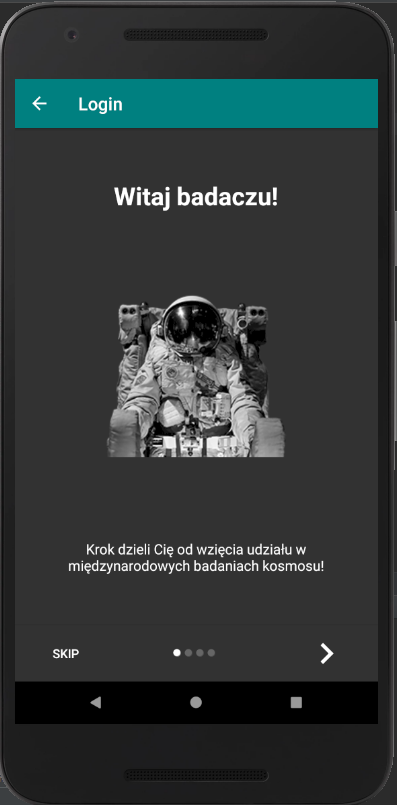 Login
Witaj badaczu!
Krok dzieli Cię od wzięcia udziału w
międzynarodowych badaniach kosmosu!
SKIP